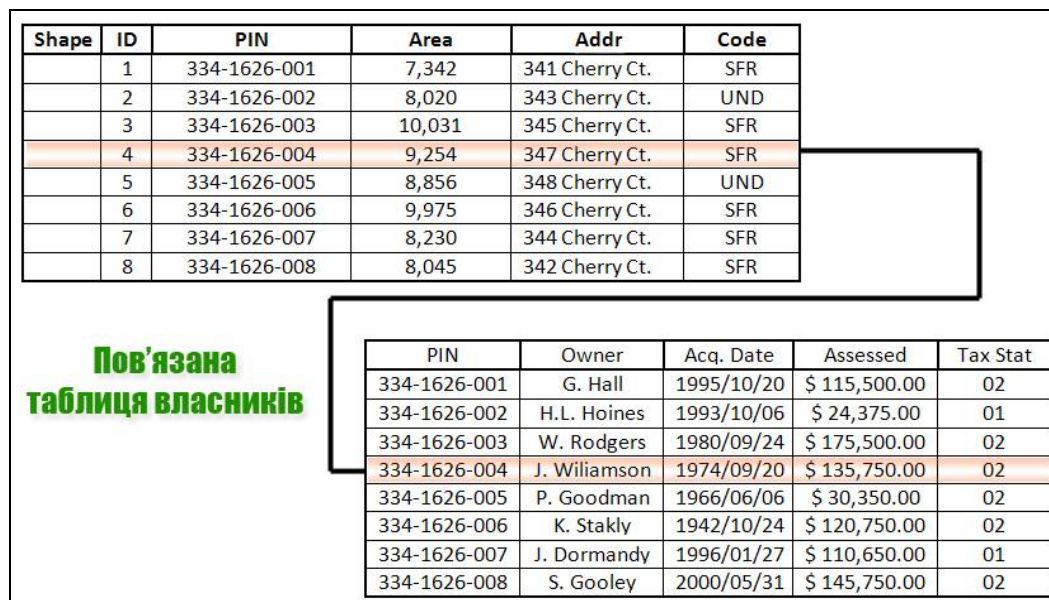 Shape ID PIN Area Addr Code
1 334-1626-001 7,342 341 Cherry Ct. SFR
2 334-1626-002 8,020 343 Cherry Ct. UND
3 334-1626-003 10,031 345 Cherry Ct. SFR
4 334-1626-004 9,254 347 Cherry Ct. SFR
5 334-1626-005 8,856 348 Cherry Ct. UND
6 334-1626-006 9,975 346 Cherry Ct. SFR
7 334-1626-007 8,230 344 Cherry Ct. SFR
8 334-1626-008 8,045 342 Cherry Ct. SFR
Пов’язана
таблиця власників
PIN Owner Acq. Date Assessed Tax Stat
334-1626-001 G. Hall 1995/10/20 $ 115,500.00 02
334-1626-002 H.L. Hoines 1993/10/06 $ 24,375.00 01
334-1626-003 W. Rodgers 1980/09/24 $ 175,500.00 02
334-1626-004 J. Wiliamson 1974/09/20 $ 135,750.00 02
334-1626-005 P. Goodman 1966/06/06 $ 30,350.00 02
334-1626-006 K. Stakly 1942/10/24 $ 120,750.00 02
334-1626-007 J. Dormandy 1996/01/27 $ 110,650.00 01
334-1626-008 S. Gooley 2000/05/31 $ 145,750.00 02